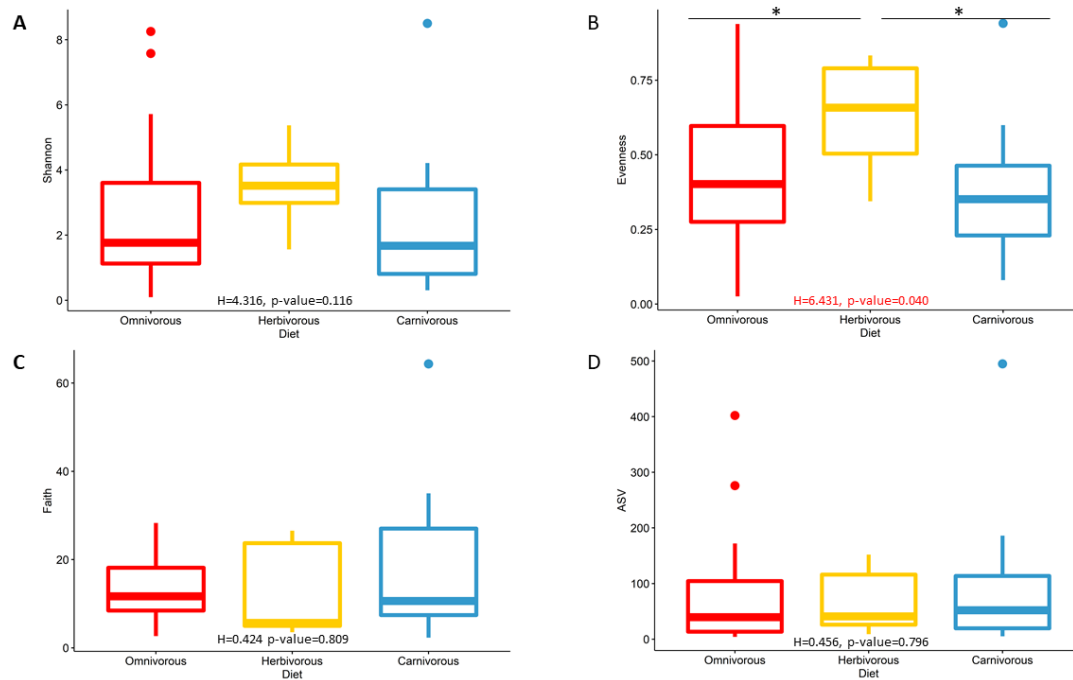 A
8
6
4
2
0
Shannon
H=4.316, p-value=0.116
Omnivorous Herbivorous Carnivorous
Diet
B
* *
0.75
0.50
0.25
0.00
Evenness
H=6.431, p-value=0.040
Omnivorous Herbivorous Carnivorous
Diet
C
60
40
20
0
Faith
H=0.424 p-value=0.809
Omnivorous Herbivorous Carnivorous
Diet
D
500
400
300
200
100
0
ASV
H=0.456, p-value=0.796
Omnivorous Herbivorous Carnivorous
Diet